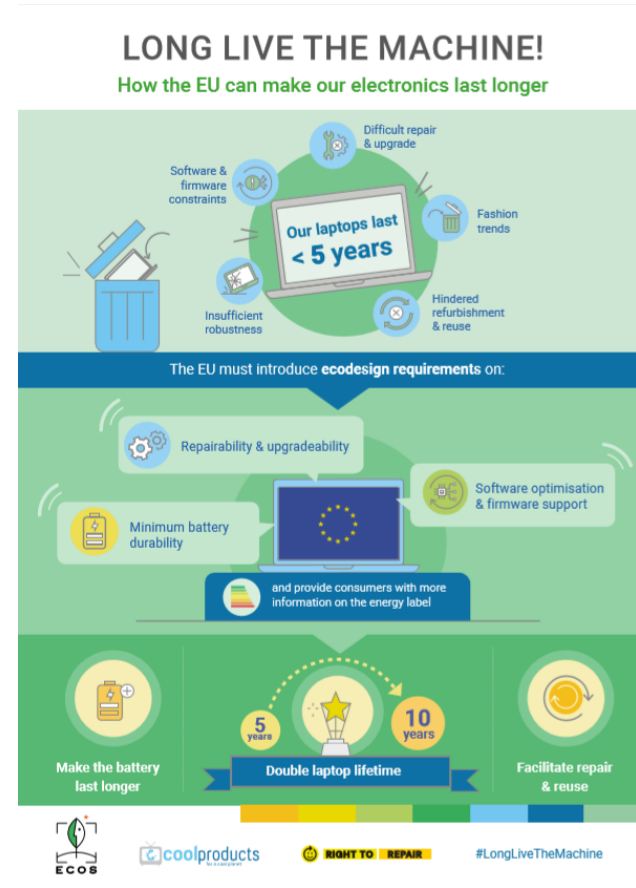 LONG LIVE THE MACHINE!
How the EU can make our electronics last longer
Difficult repair
& upgrade
Software &
firmware
constraints
Our laptops last
< 5 years
Fashion
trends
Insufficient
robustness
Hindered
refurbishment
& reuse
The EU must introduce ecodesign requirements on:
Repairability & upgradeability
Software optimisation
& firmware support
Minimum battery
durability
and provide consumers with more
information on the energy label
5
years
10
years
Make the battery
last longer
Double laptop lifetime
Facilitate repair
& reuse
ECOS
coolproducts
for a cool planet
RIGHT TO REPAIR
#LongLiveTheMachine